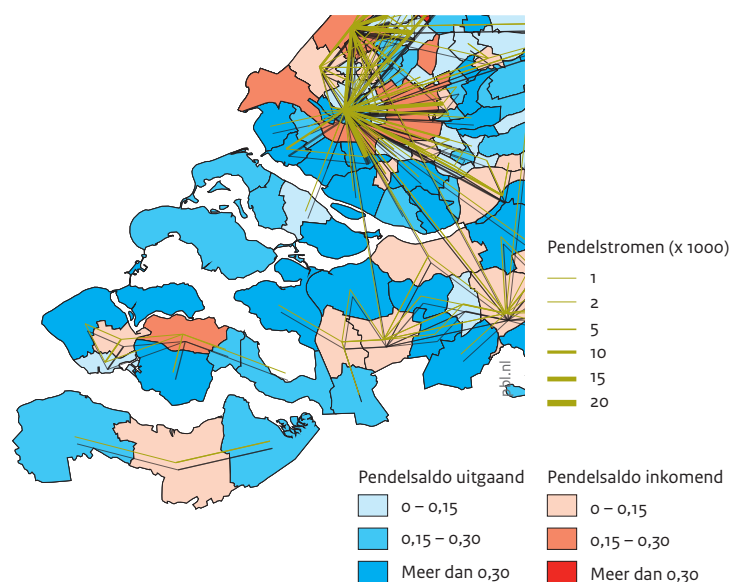 Pendelstromen (x 1000)
1
2
5
10
15
20
pbl.nl
Pendelsaldo uitgaand
0 – 0,15
0,15 – 0,30
Meer dan 0,30
Pendelsaldo inkomend
0 – 0,15
0,15 – 0,30
Meer dan 0,30